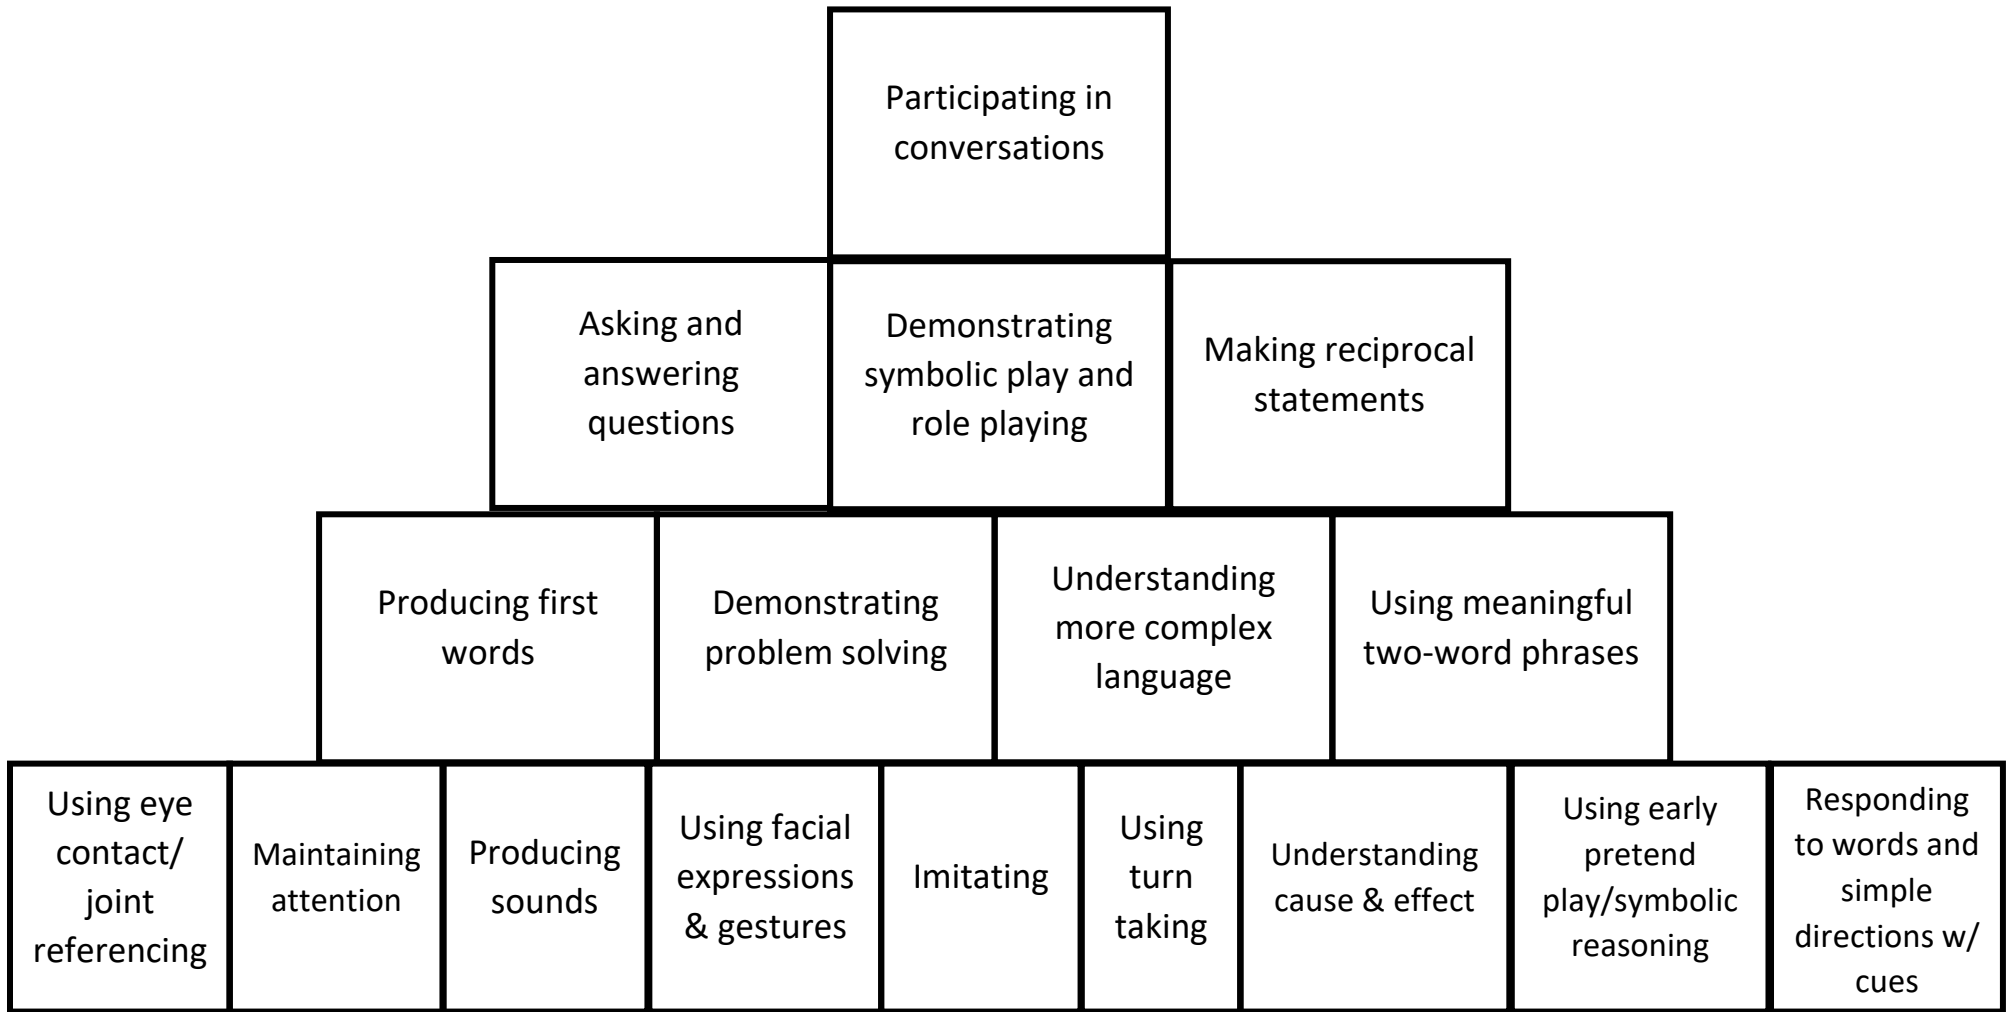 Participating in
conversations
Asking and
answering
questions
Demonstrating
symbolic play and
role playing
Making reciprocal
statements
Producing first
words
Demonstrating
problem solving
Understanding
more complex
language
Using meaningful
two-word phrases
Using eye
contact/
joint
referencing
Maintaining
attention
Producing
sounds
Using facial
expressions
& gestures
Imitating
Using
turn
taking
Understanding
cause & effect
Using early
pretend
play/symbolic
reasoning
Responding
to words and
simple
directions w/
cues